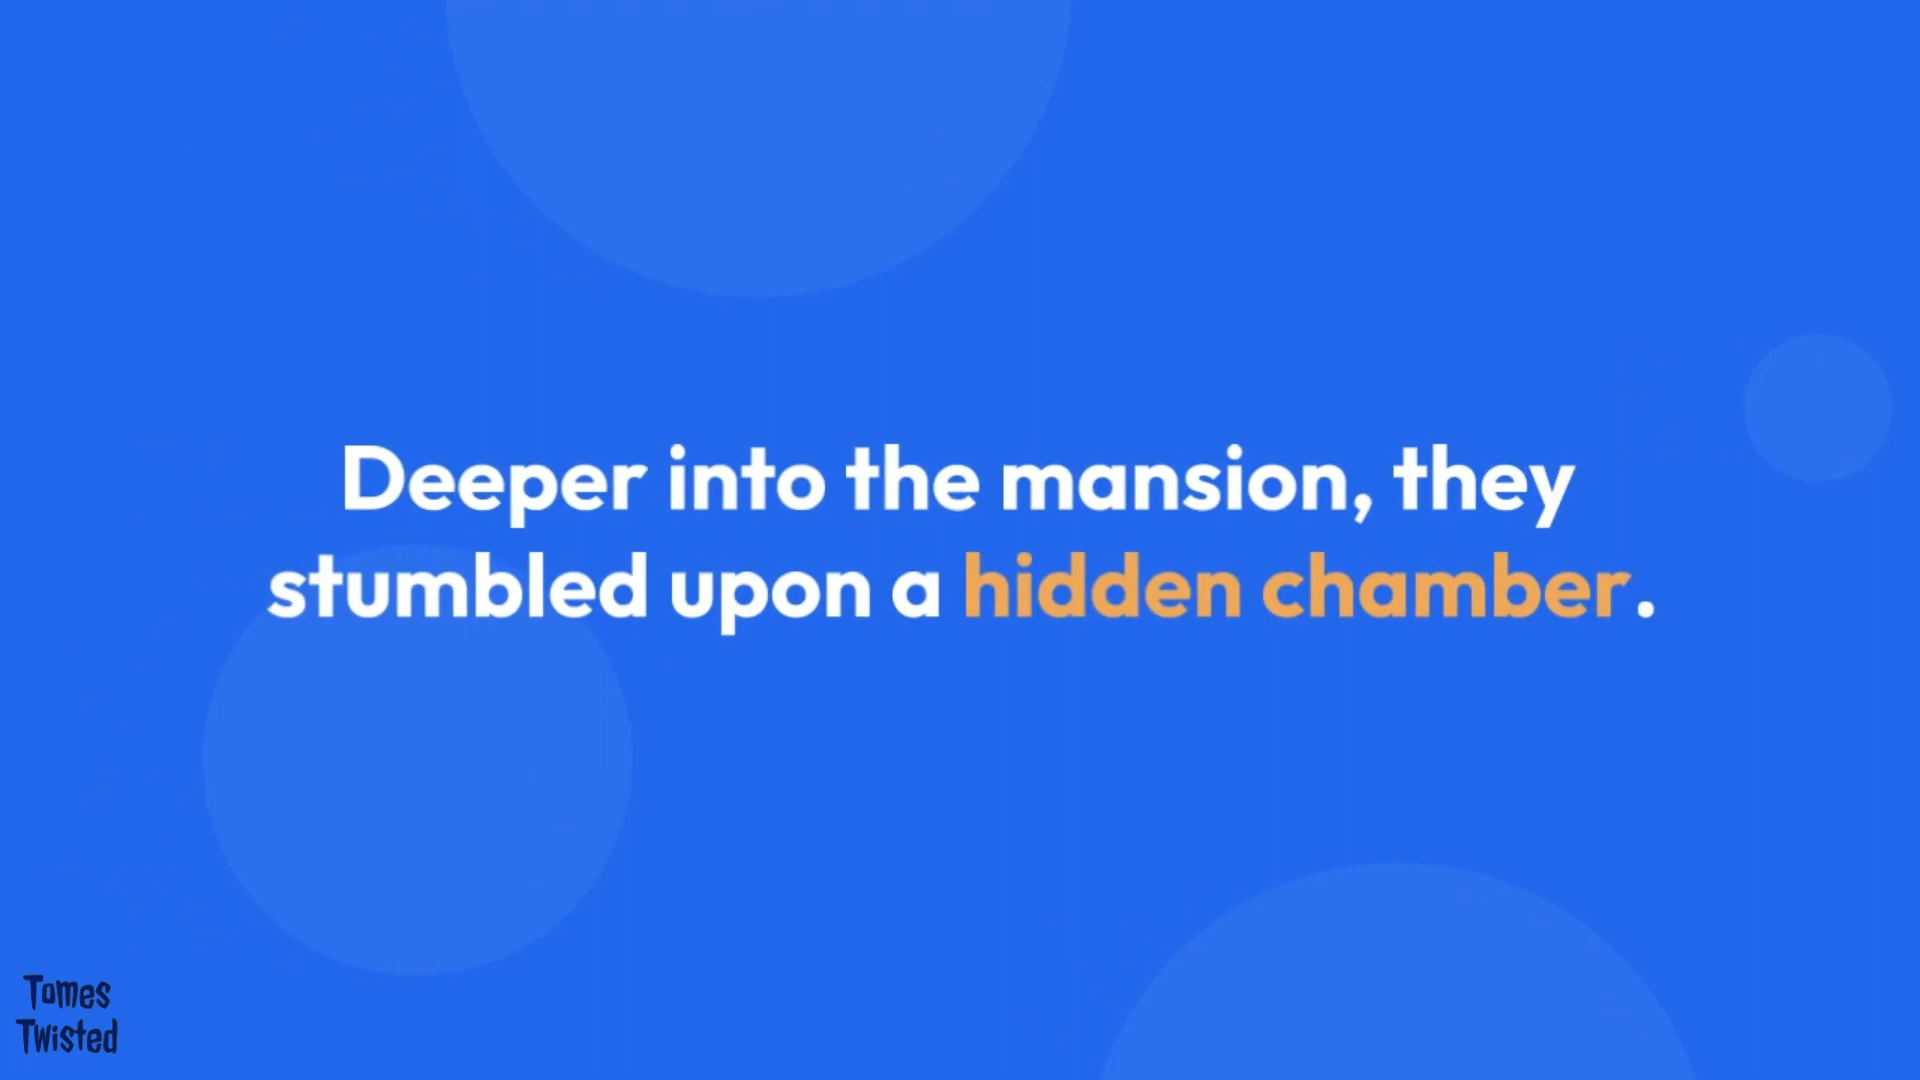 Deeper into the mansion, they
stumbled upon a hidden chamber.
Tomes
Twisted